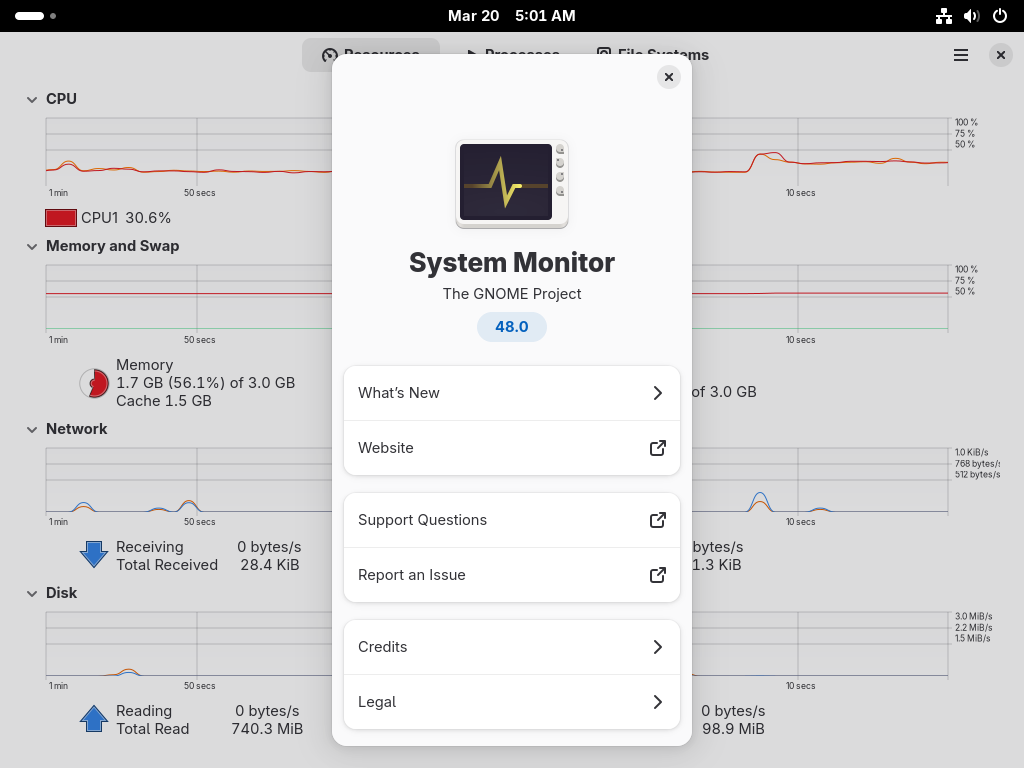 Mar 20 5:01 AM
CPU
100 %
75 %
50 %
1 min 50 secs 10 secs
CPU1 30.6%
Memory and Swap
100 %
75 %
50 %
1 min 50 secs 10 secs
Memory
1.7 GB (56.1%) of 3.0 GB
Cache 1.5 GB
of 3.0 GB
Network
1.0 KiB/s
768 bytes/s
512 bytes/s
1 min 50 secs 10 secs
Receiving 0 bytes/s
Total Received 28.4 KiB
bytes/s
1.3 KiB
Disk
3.0 MiB/s
2.2 MiB/s
1.5 MiB/s
1 min 50 secs 10 secs
Reading 0 bytes/s
Total Read 740.3 MiB
0 bytes/s
98.9 MiB
Resources Processes File Systems
System Monitor
The GNOME Project
48.0
What's New
Website
Support Questions
Report an Issue
Credits
Legal